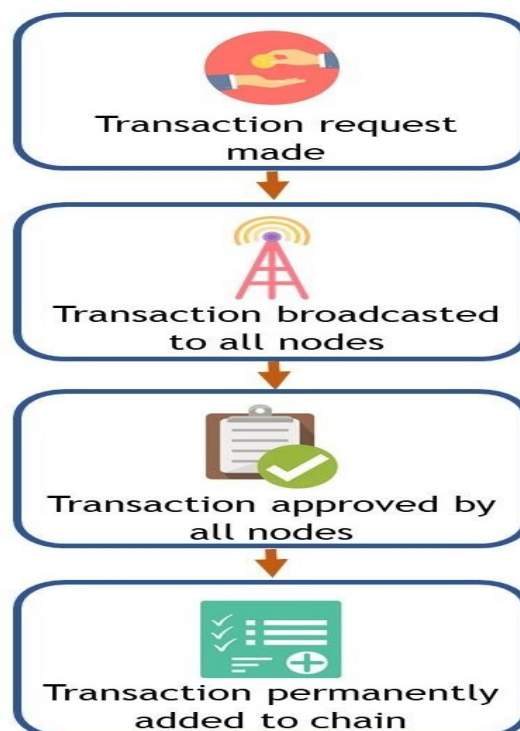 Transaction request
made
Transaction broadcasted
to all nodes
Transaction approved by
all nodes
Transaction permanently
added to chain